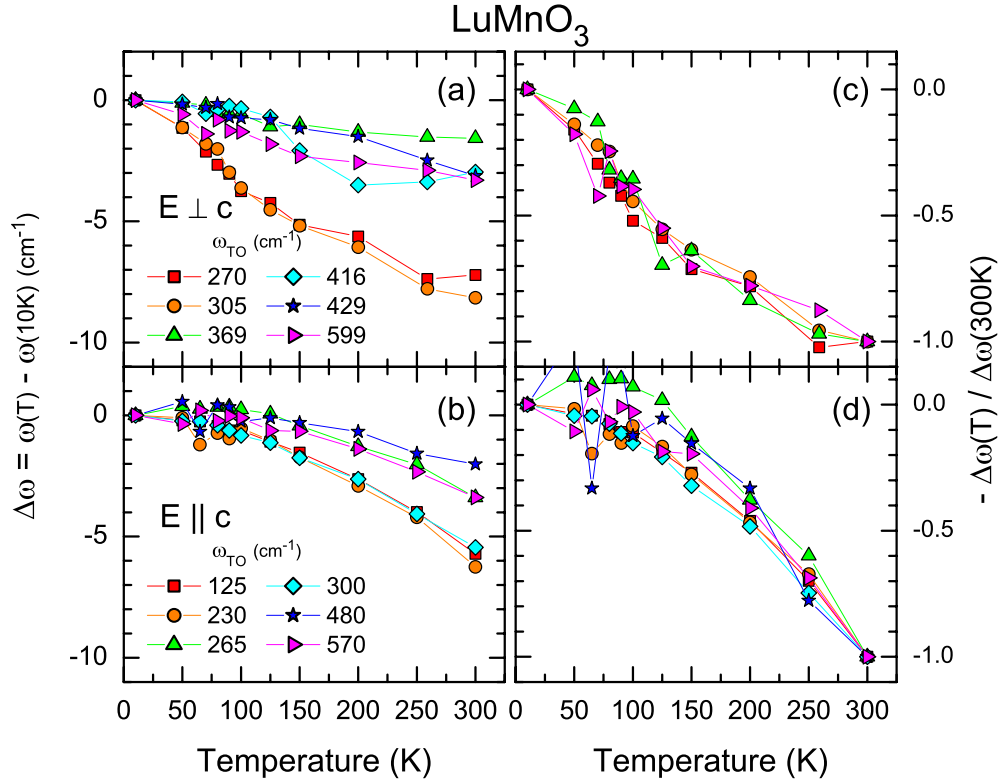 LuMnO₃
Δω = ω(T) - ω(10K) (cm⁻¹)
(a)
0
-5
-10
E ⊥ c
ω_TO (cm⁻¹)
270 416
305 429
369 599
(c)
0.0
-0.5
-1.0
(b)
0
-5
-10
E || c
ω_TO (cm⁻¹)
125 300
230 480
265 570
(d)
0.0
-0.5
-1.0
- Δω(T) / Δω(300K)
0 50 100 150 200 250 300
0 50 100 150 200 250 300
Temperature (K)
Temperature (K)